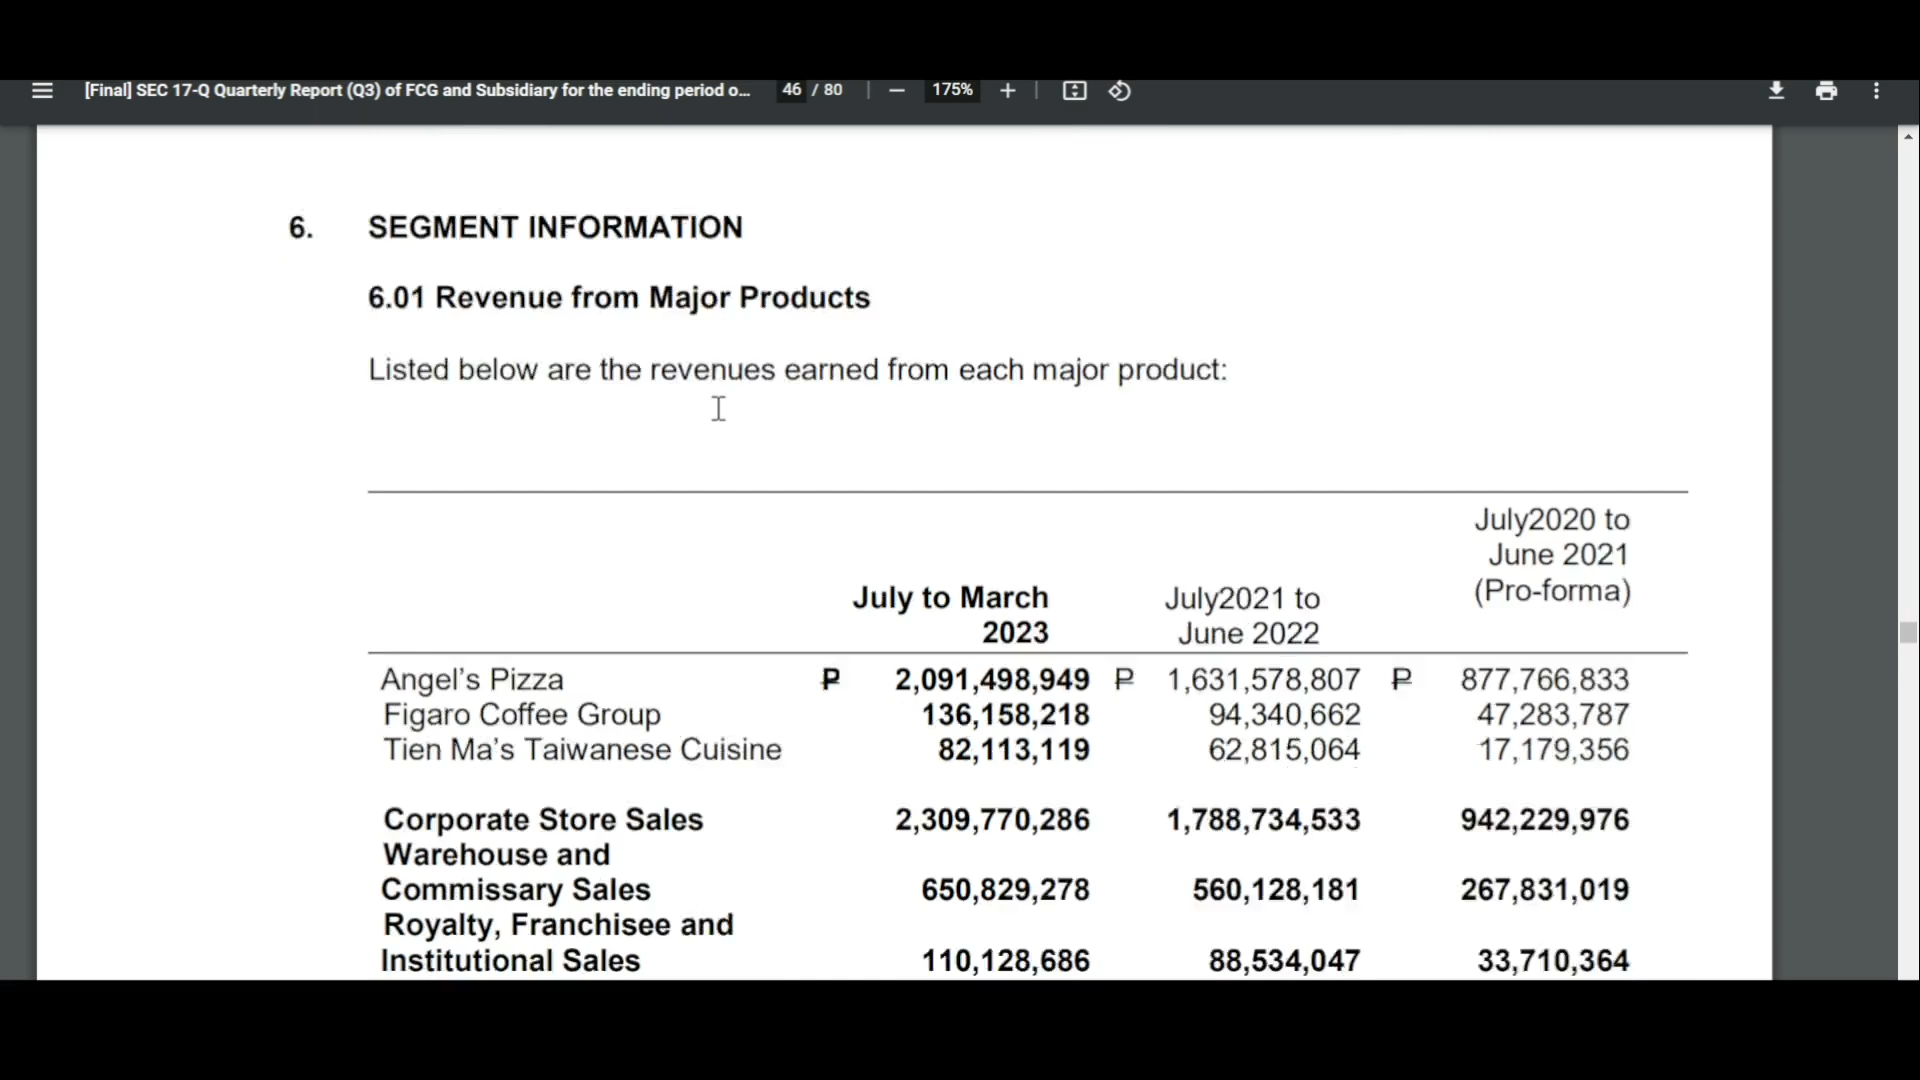 [Final] SEC 17-Q Quarterly Report (Q3) of FCG and Subsidiary for the ending period o... 46 / 80 175%
6. SEGMENT INFORMATION
6.01 Revenue from Major Products
Listed below are the revenues earned from each major product:
July2020 to
June 2021
(Pro-forma)
July to March July2021 to
2023 June 2022
Angel's Pizza ₱ 2,091,498,949 ₱ 1,631,578,807 ₱ 877,766,833
Figaro Coffee Group 136,158,218 94,340,662 47,283,787
Tien Ma's Taiwanese Cuisine 82,113,119 62,815,064 17,179,356
Corporate Store Sales 2,309,770,286 1,788,734,533 942,229,976
Warehouse and
Commissary Sales 650,829,278 560,128,181 267,831,019
Royalty, Franchisee and
Institutional Sales 110,128,686 88,534,047 33,710,364